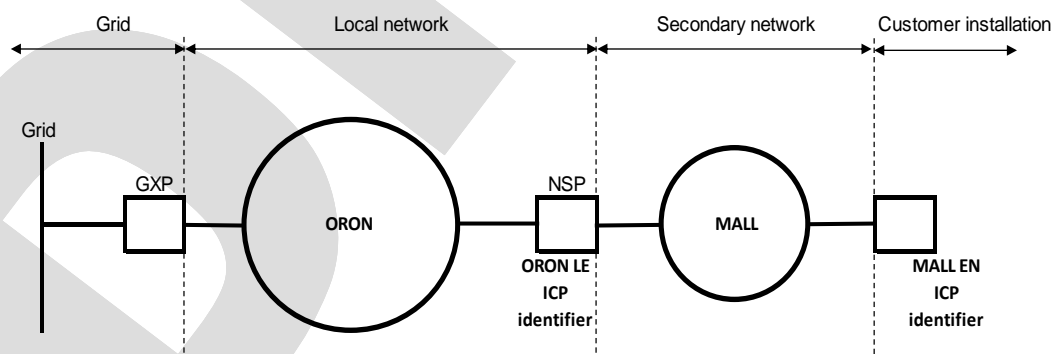 Grid
Local network
Secondary network
Customer installation
Grid
GXP
NSP
ORON
MALL
ORON LE
ICP
identifier
MALL EN
ICP
identifier